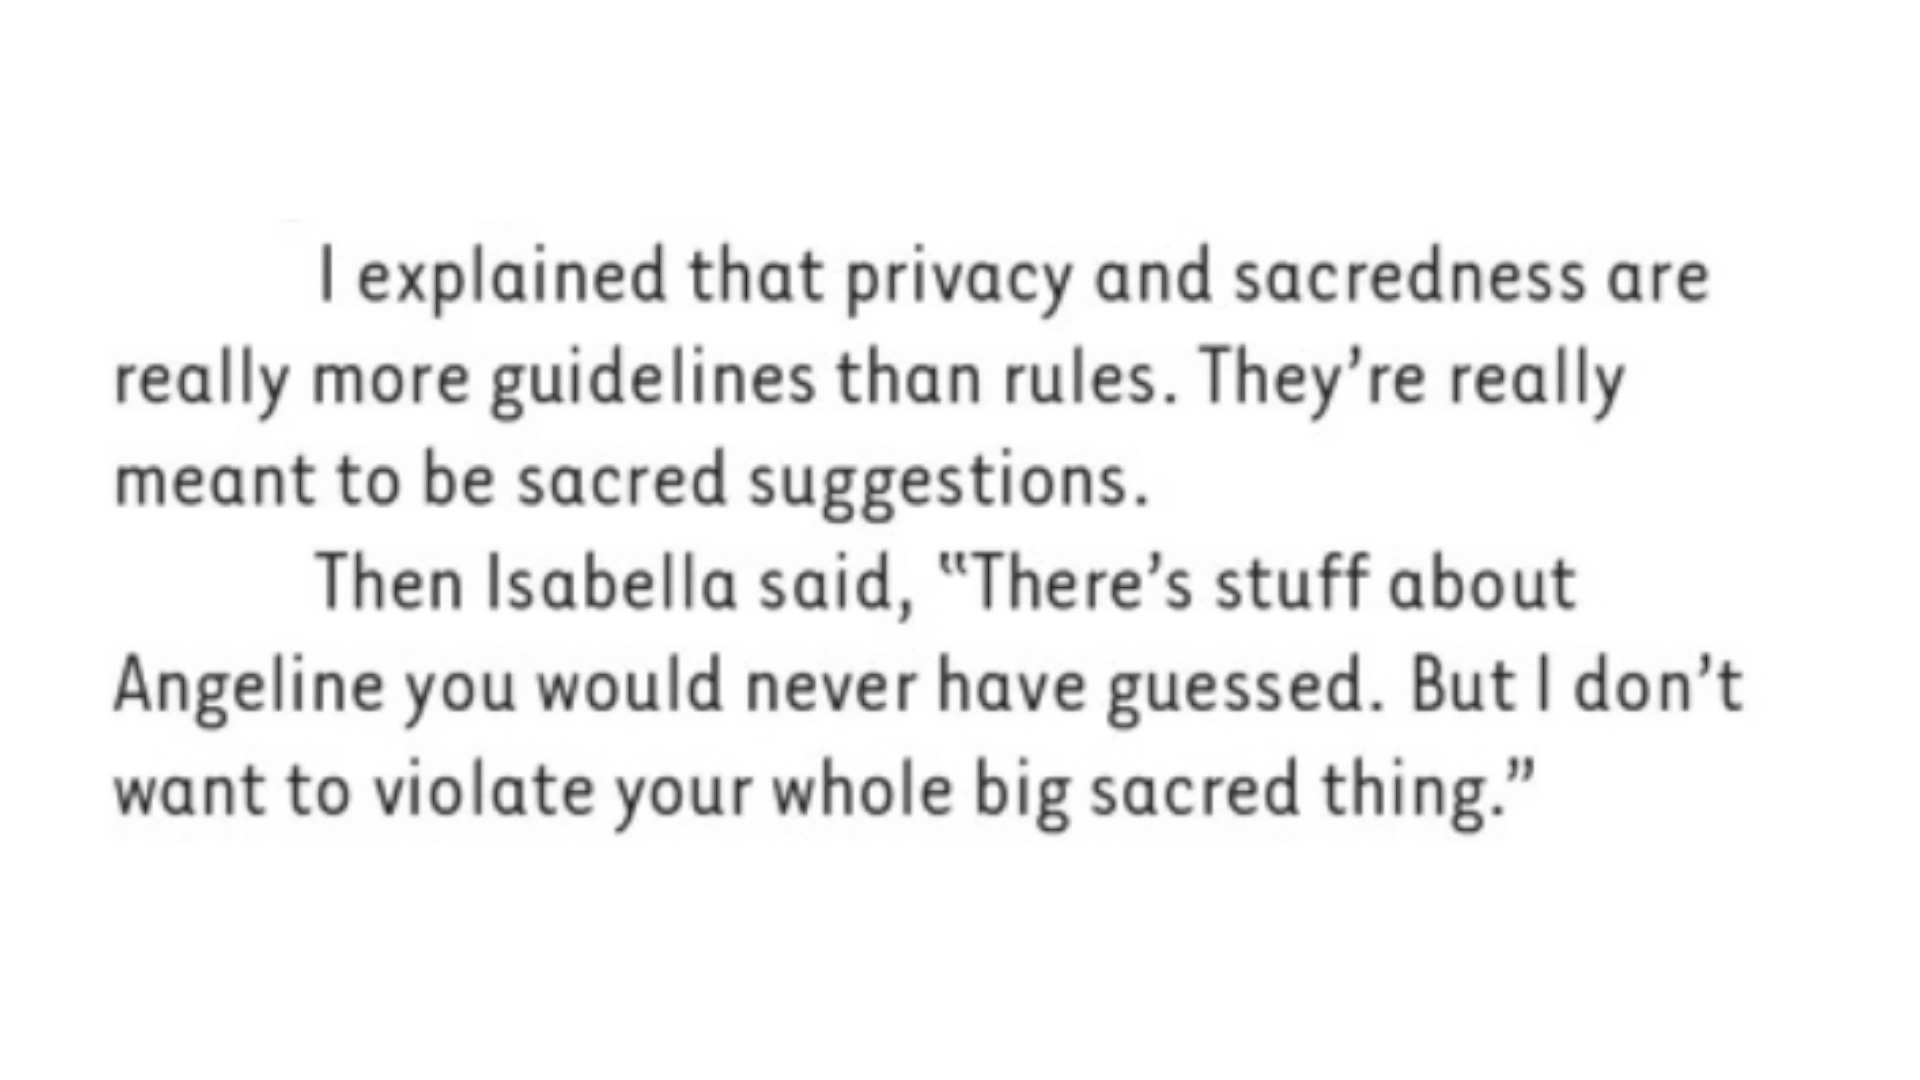 I explained that privacy and sacredness are
really more guidelines than rules. They’re really
meant to be sacred suggestions.
Then Isabella said, “There’s stuff about
Angeline you would never have guessed. But I don’t
want to violate your whole big sacred thing.”